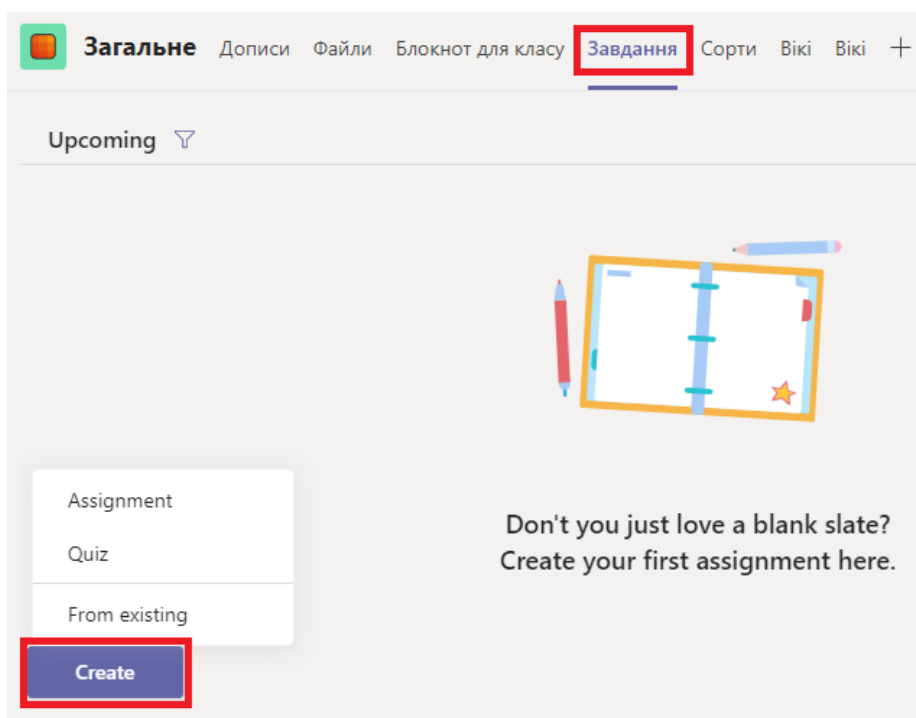 Загальне Дописи Файли Блокнот для класу Завдання Сорти Вікі Вікі +
Upcoming
Assignment
Quiz
From existing
Create
Don't you just love a blank slate?
Create your first assignment here.